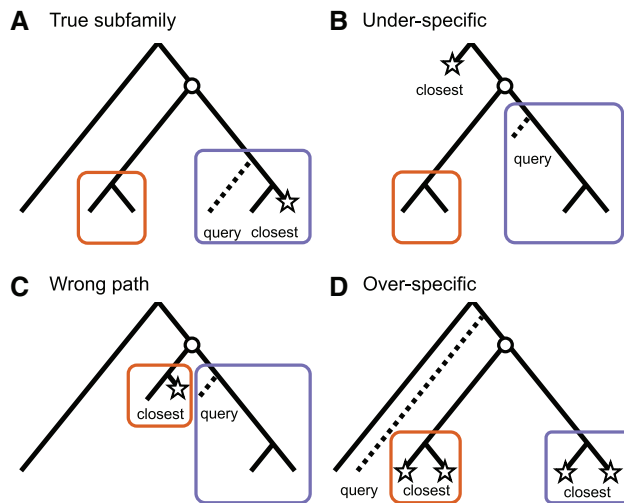 A True subfamily
query closest
B Under-specific
closest
query
C Wrong path
closest query
D Over-specific
query closest closest